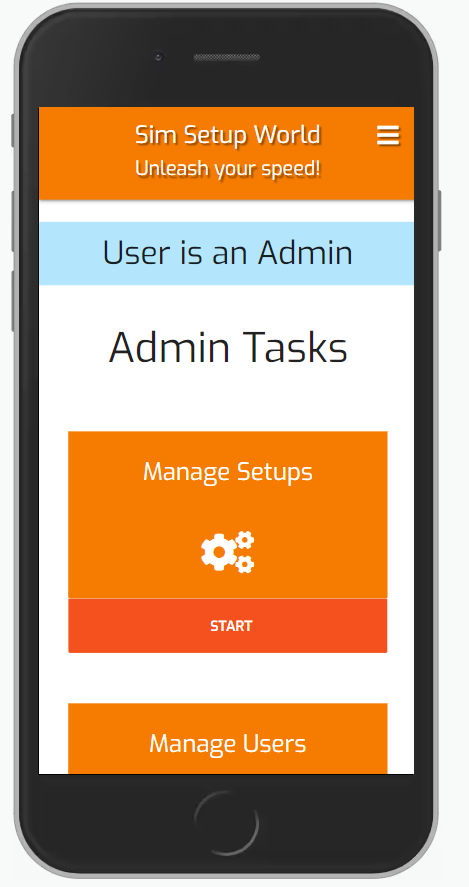 Sim Setup World
Unleash your speed!
User is an Admin
Admin Tasks
Manage Setups
START
Manage Users